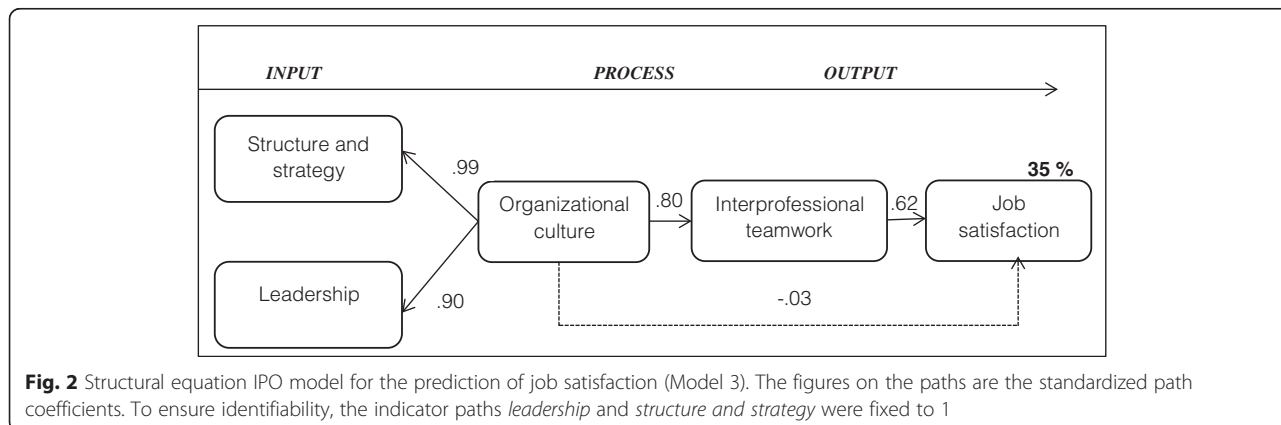 INPUT PROCESS OUTPUT
Structure and
strategy
.99
35 %
Organizational
culture
.80
Interprofessional
teamwork
.62
Job
satisfaction
Leadership
.90
-.03
Fig. 2 Structural equation IPO model for the prediction of job satisfaction (Model 3). The figures on the paths are the standardized path
coefficients. To ensure identifiability, the indicator paths leadership and structure and strategy were fixed to 1